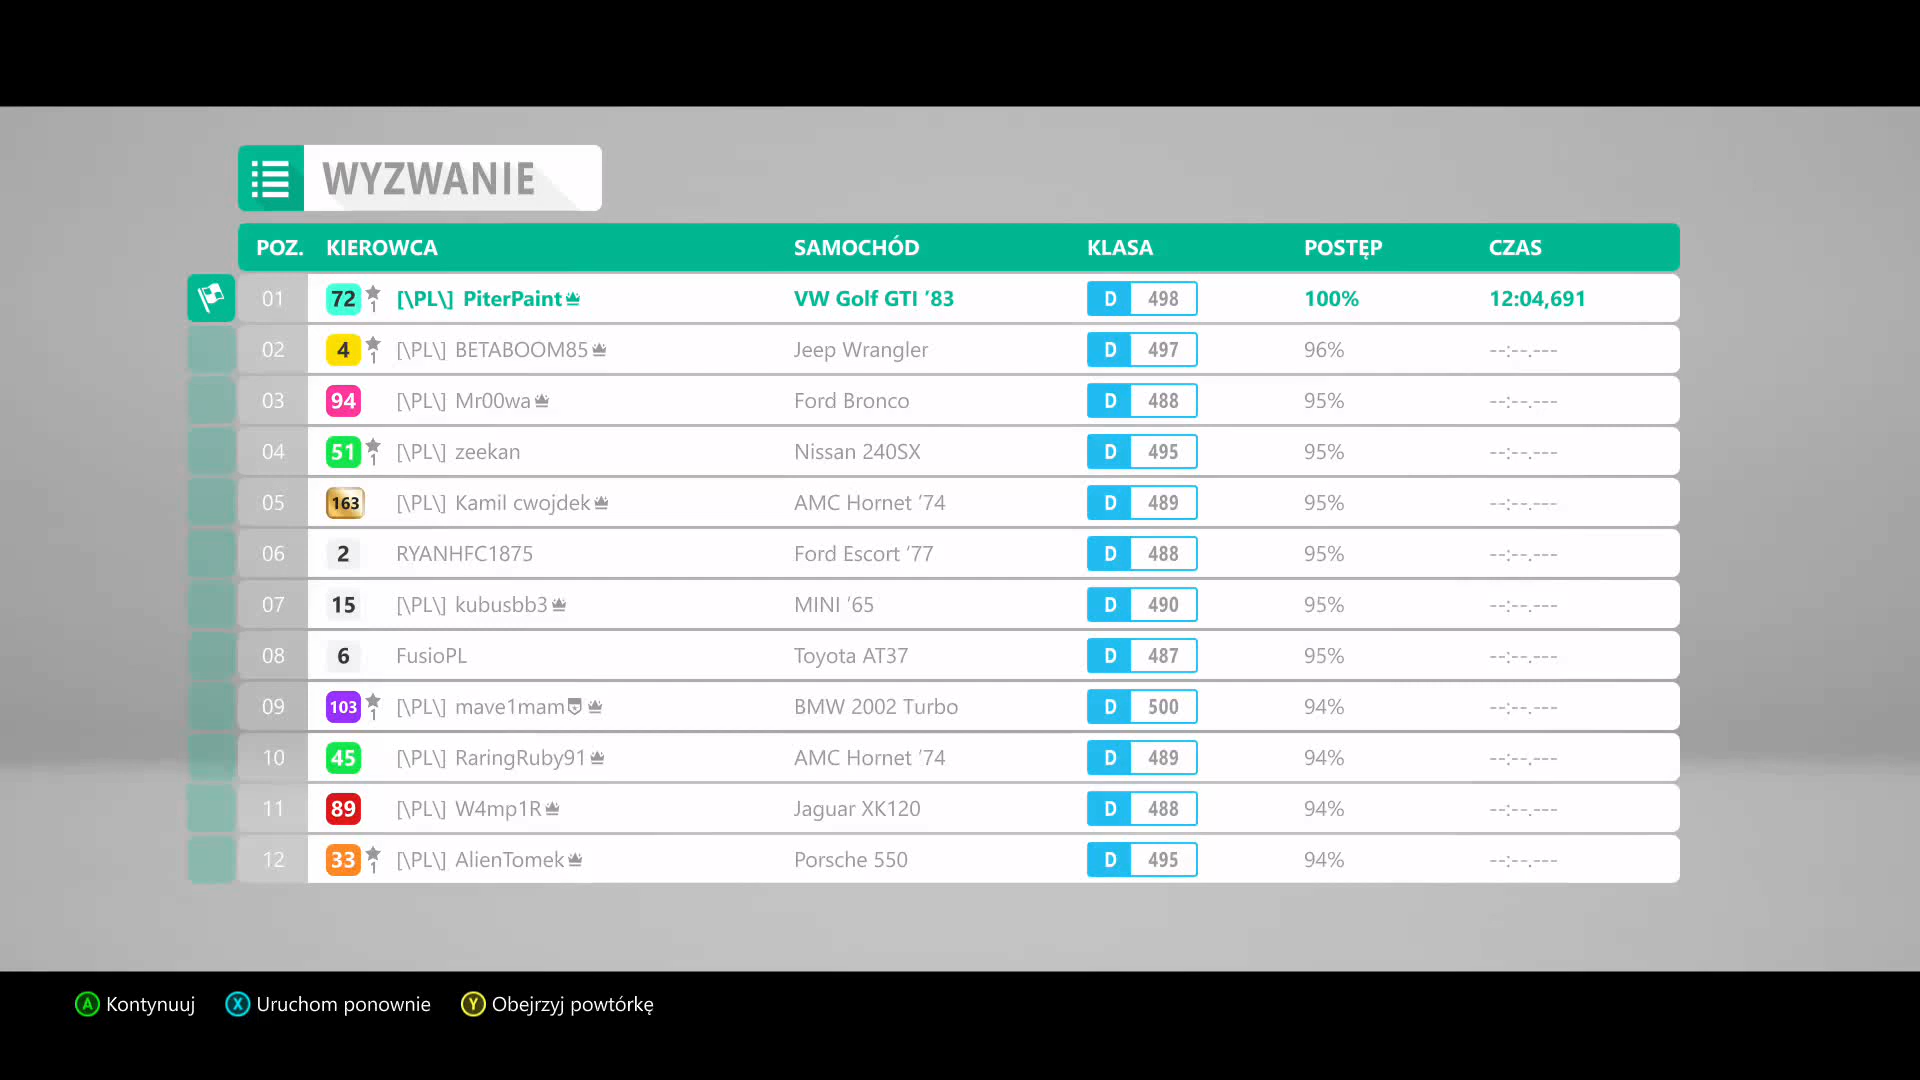 WYZWANIE
POZ. KIEROWCA SAMOCHÓD KLASA POSTĘP CZAS
01 72 1 [\PL\] PiterPaint VW Golf GTI ’83 D 498 100% 12:04,691
02 4 1 [\PL\] BETABOOM85 Jeep Wrangler D 497 96% --:--.---
03 94 [\PL\] Mr00wa Ford Bronco D 488 95% --:--.---
04 51 1 [\PL\] zeekan Nissan 240SX D 495 95% --:--.---
05 163 [\PL\] Kamil cwojdek AMC Hornet ’74 D 489 95% --:--.---
06 2 RYANHFC1875 Ford Escort ’77 D 488 95% --:--.---
07 15 [\PL\] kubusbb3 MINI ’65 D 490 95% --:--.---
08 6 FusioPL Toyota AT37 D 487 95% --:--.---
09 103 1 [\PL\] mave1mam BMW 2002 Turbo D 500 94% --:--.---
10 45 [\PL\] RaringRuby91 AMC Hornet ’74 D 489 94% --:--.---
11 89 [\PL\] W4mp1R Jaguar XK120 D 488 94% --:--.---
12 33 1 [\PL\] AlienTomek Porsche 550 D 495 94% --:--.---
A Kontynuuj X Uruchom ponownie Y Obejrzyj powtórkę